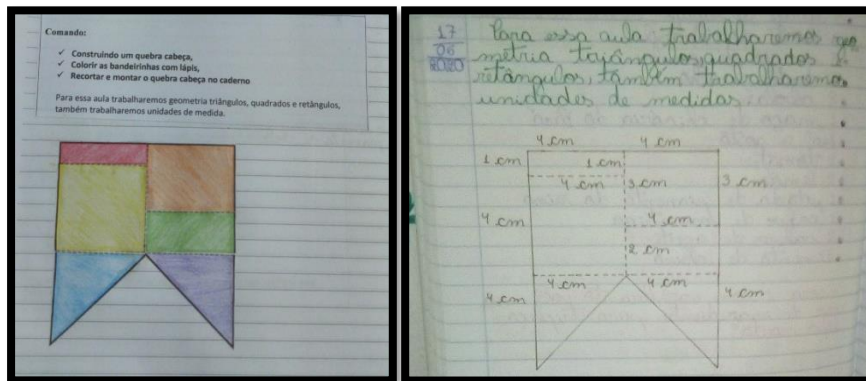 Comando:
✓ Construindo um quebra cabeça,
✓ Colorir as bandeirinhas com lápis,
✓ Recortar e montar o quebra cabeça no caderno
Para essa aula trabalharemos geometria triângulos, quadrados e retângulos,
também trabalharemos unidades de medida.
17
06
2020
Para essa aula trabalharemos geo
metria triângulos, quadrados e
retângulos, também trabalharemos
unidades de medidas.
4 cm 4 cm
1 cm 1 cm
4 cm 3 cm 3 cm
4 cm 4 cm
2 cm
4 cm 4 cm
4 cm 4 cm